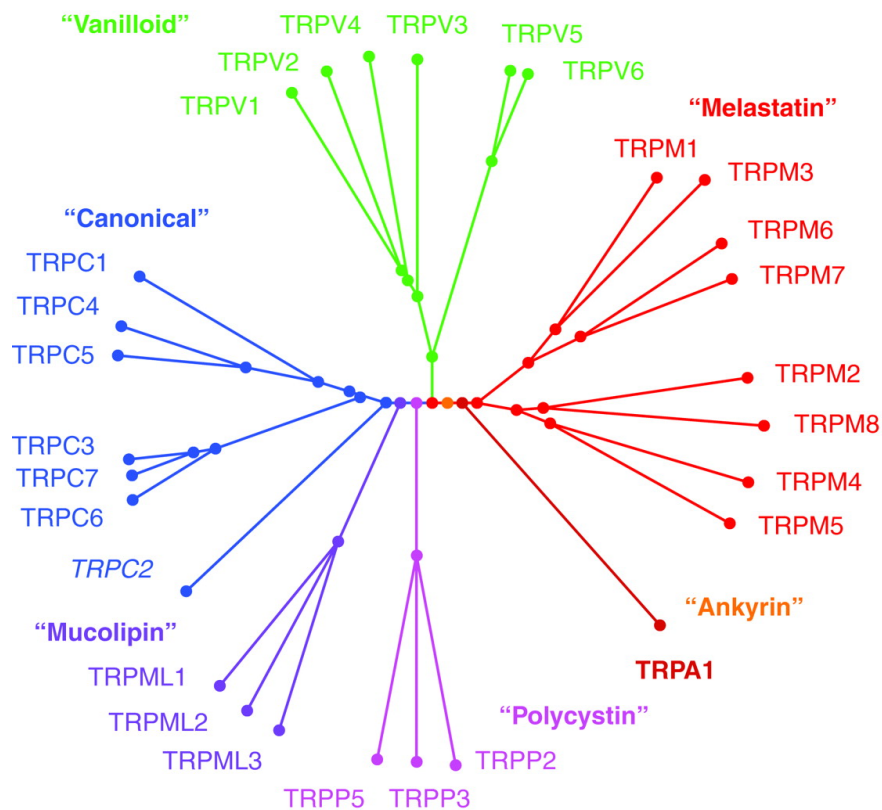 “Vanilloid”
TRPV4
TRPV3
TRPV5
TRPV2
TRPV6
TRPV1
“Melastatin”
TRPM1
TRPM3
“Canonical”
TRPM6
TRPC1
TRPM7
TRPC4
TRPC5
TRPM2
TRPM8
TRPC3
TRPC7
TRPM4
TRPC6
TRPM5
TRPC2
“Ankyrin”
“Mucolipin”
TRPA1
TRPML1
TRPML2
“Polycystin”
TRPML3
TRPP2
TRPP5
TRPP3